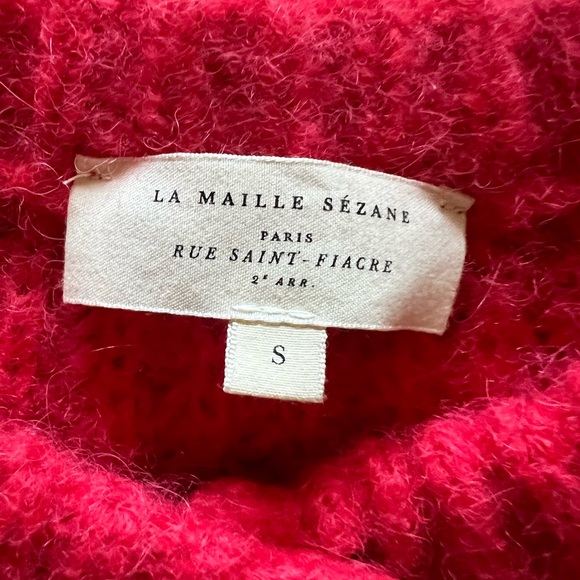 LA MAILLE SÉZANE
PARIS
RUE SAINT-FIACRE
2ᵉ ARR.
S